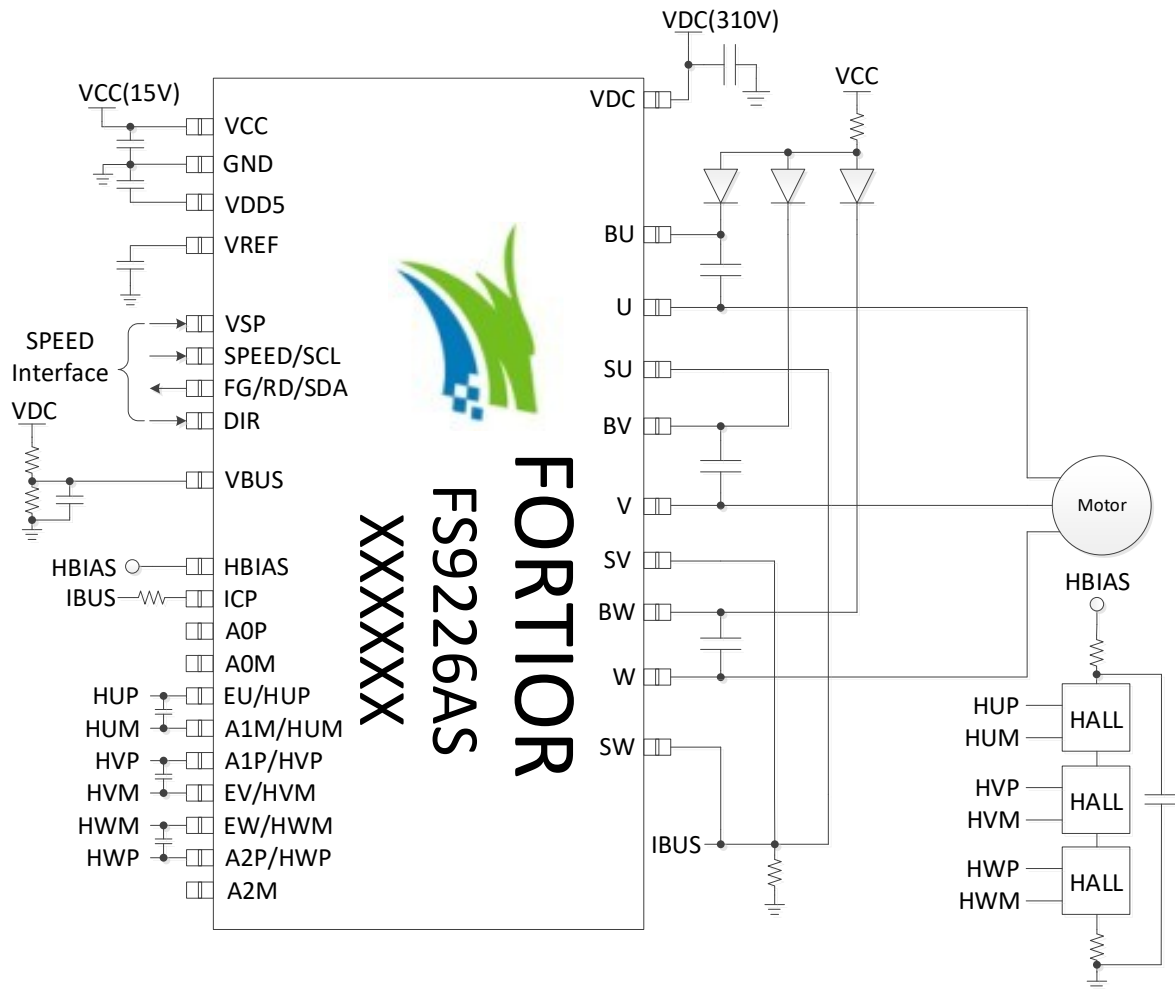 VDC(310V)
VCC(15V)
VCC
VDC
VCC
GND
VDD5
VREF
BU
U
SPEED
Interface
VSP
SPEED/SCL
FG/RD/SDA
DIR
SU
VDC
BV
VBUS
V
Motor
FORTIOR
FS9226AS
XXXXXX
SV
HBIAS
HBIAS
IBUS
ICP
A0P
A0M
BW
W
HBIAS
HUP
EU/HUP
HUM
A1M/HUM
HVP
A1P/HVP
HVM
EV/HVM
HWM
EW/HWM
HWP
A2P/HWP
A2M
SW
IBUS
HUP
HUM
HALL
HVP
HVM
HALL
HWP
HWM
HALL